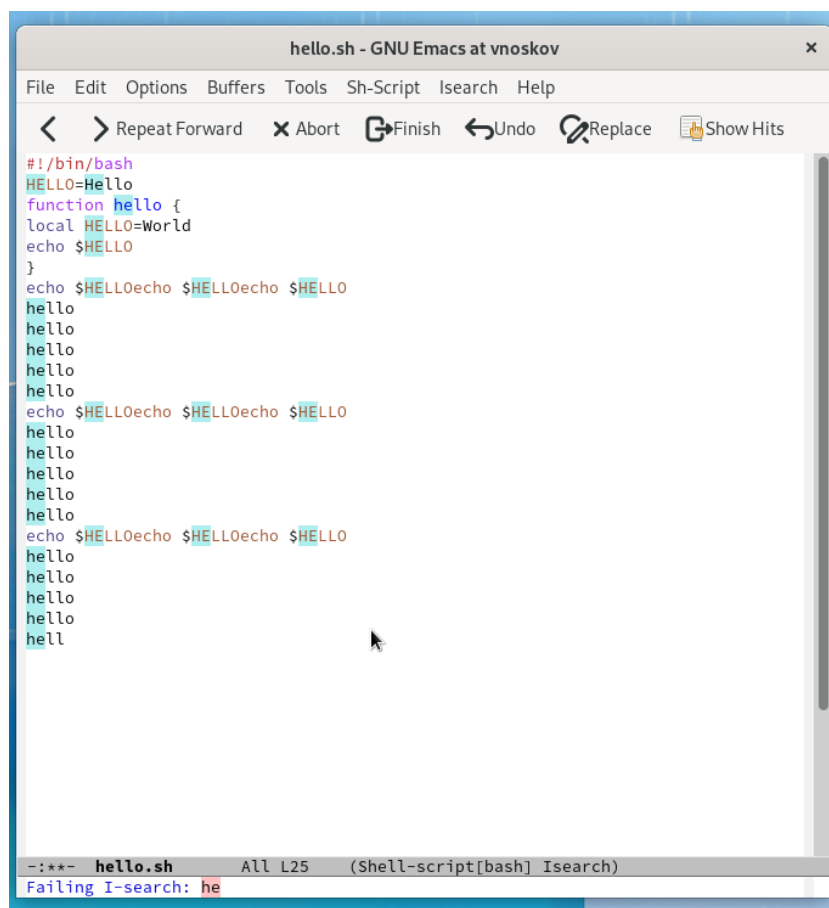 hello.sh - GNU Emacs at vnoskov ×
File Edit Options Buffers Tools Sh-Script Isearch Help
Repeat Forward Abort Finish Undo Replace Show Hits
#!/bin/bash
HELLO=Hello
function hello {
local HELLO=World
echo $HELLO
}
echo $HELLOecho $HELLOecho $HELLO
hello
hello
hello
hello
hello
echo $HELLOecho $HELLOecho $HELLO
hello
hello
hello
hello
hello
echo $HELLOecho $HELLOecho $HELLO
hello
hello
hello
hello
hell
-:**- hello.sh All L25 (Shell-script[bash] Isearch)
Failing I-search: he